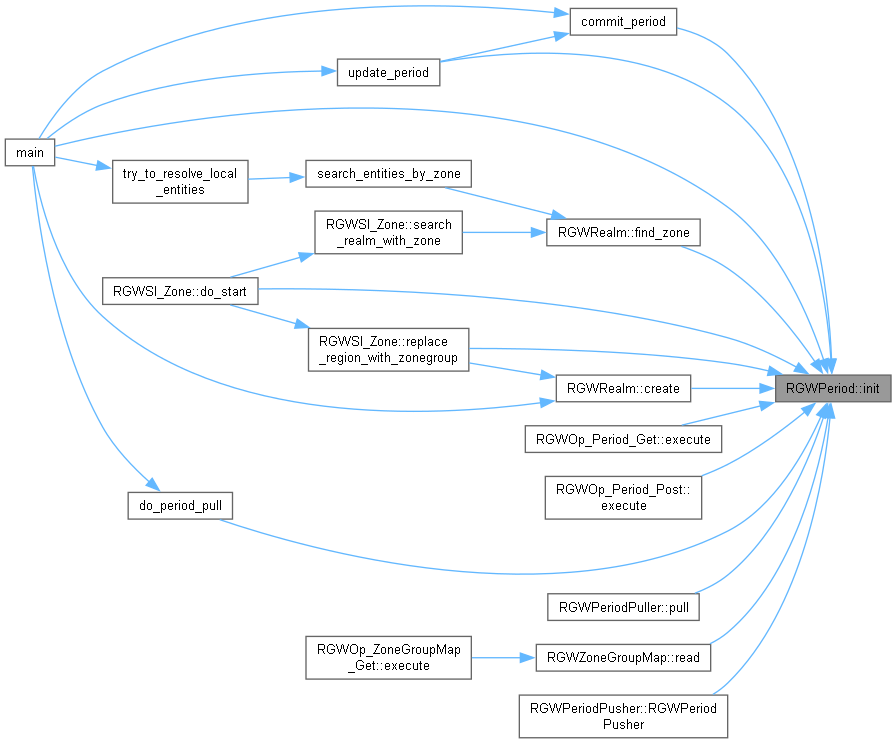 commit_period
update_period
main
try_to_resolve_local
_entities
search_entities_by_zone
RGWSI_Zone::search
_realm_with_zone
RGWRealm::find_zone
RGWSI_Zone::do_start
RGWSI_Zone::replace
_region_with_zonegroup
RGWRealm::create
RGWPeriod::init
RGWOp_Period_Get::execute
RGWOp_Period_Post::
execute
do_period_pull
RGWPeriodPuller::pull
RGWOp_ZoneGroupMap
_Get::execute
RGWZoneGroupMap::read
RGWPeriodPusher::RGWPeriod
Pusher